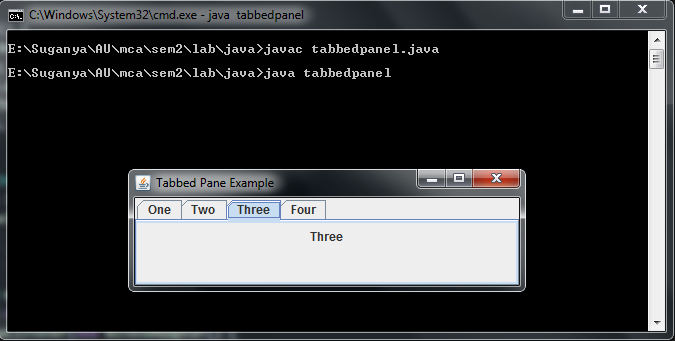 C:\Windows\System32\cmd.exe - java  tabbedpanel
E:\Suganya\AU\mca\sem2\lab\java>javac tabbedpanel.java
E:\Suganya\AU\mca\sem2\lab\java>java tabbedpanel
Tabbed Pane Example
One Two Three Four
Three